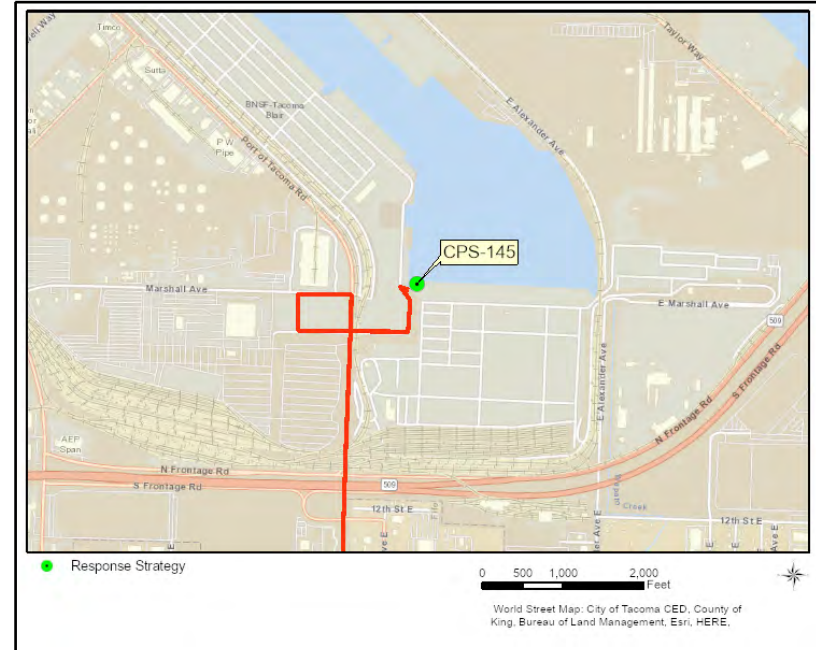 Timco
Taylor Way
Sutta
E Alexander Ave
BNSF-Tacoma
Blair
P W
Pipe
Port of Tacoma Rd
CPS-145
Marshall Ave
E Marshall Ave
509
E Alexander Ave
N Frontage Rd
S Frontage Rd
AEP
Span
N Frontage Rd
S Frontage Rd
509
Creek
12th St E
12th St E
Response Strategy
0 500 1,000 2,000
Feet
World Street Map: City of Tacoma CED, County of
King, Bureau of Land Management, Esri, HERE,